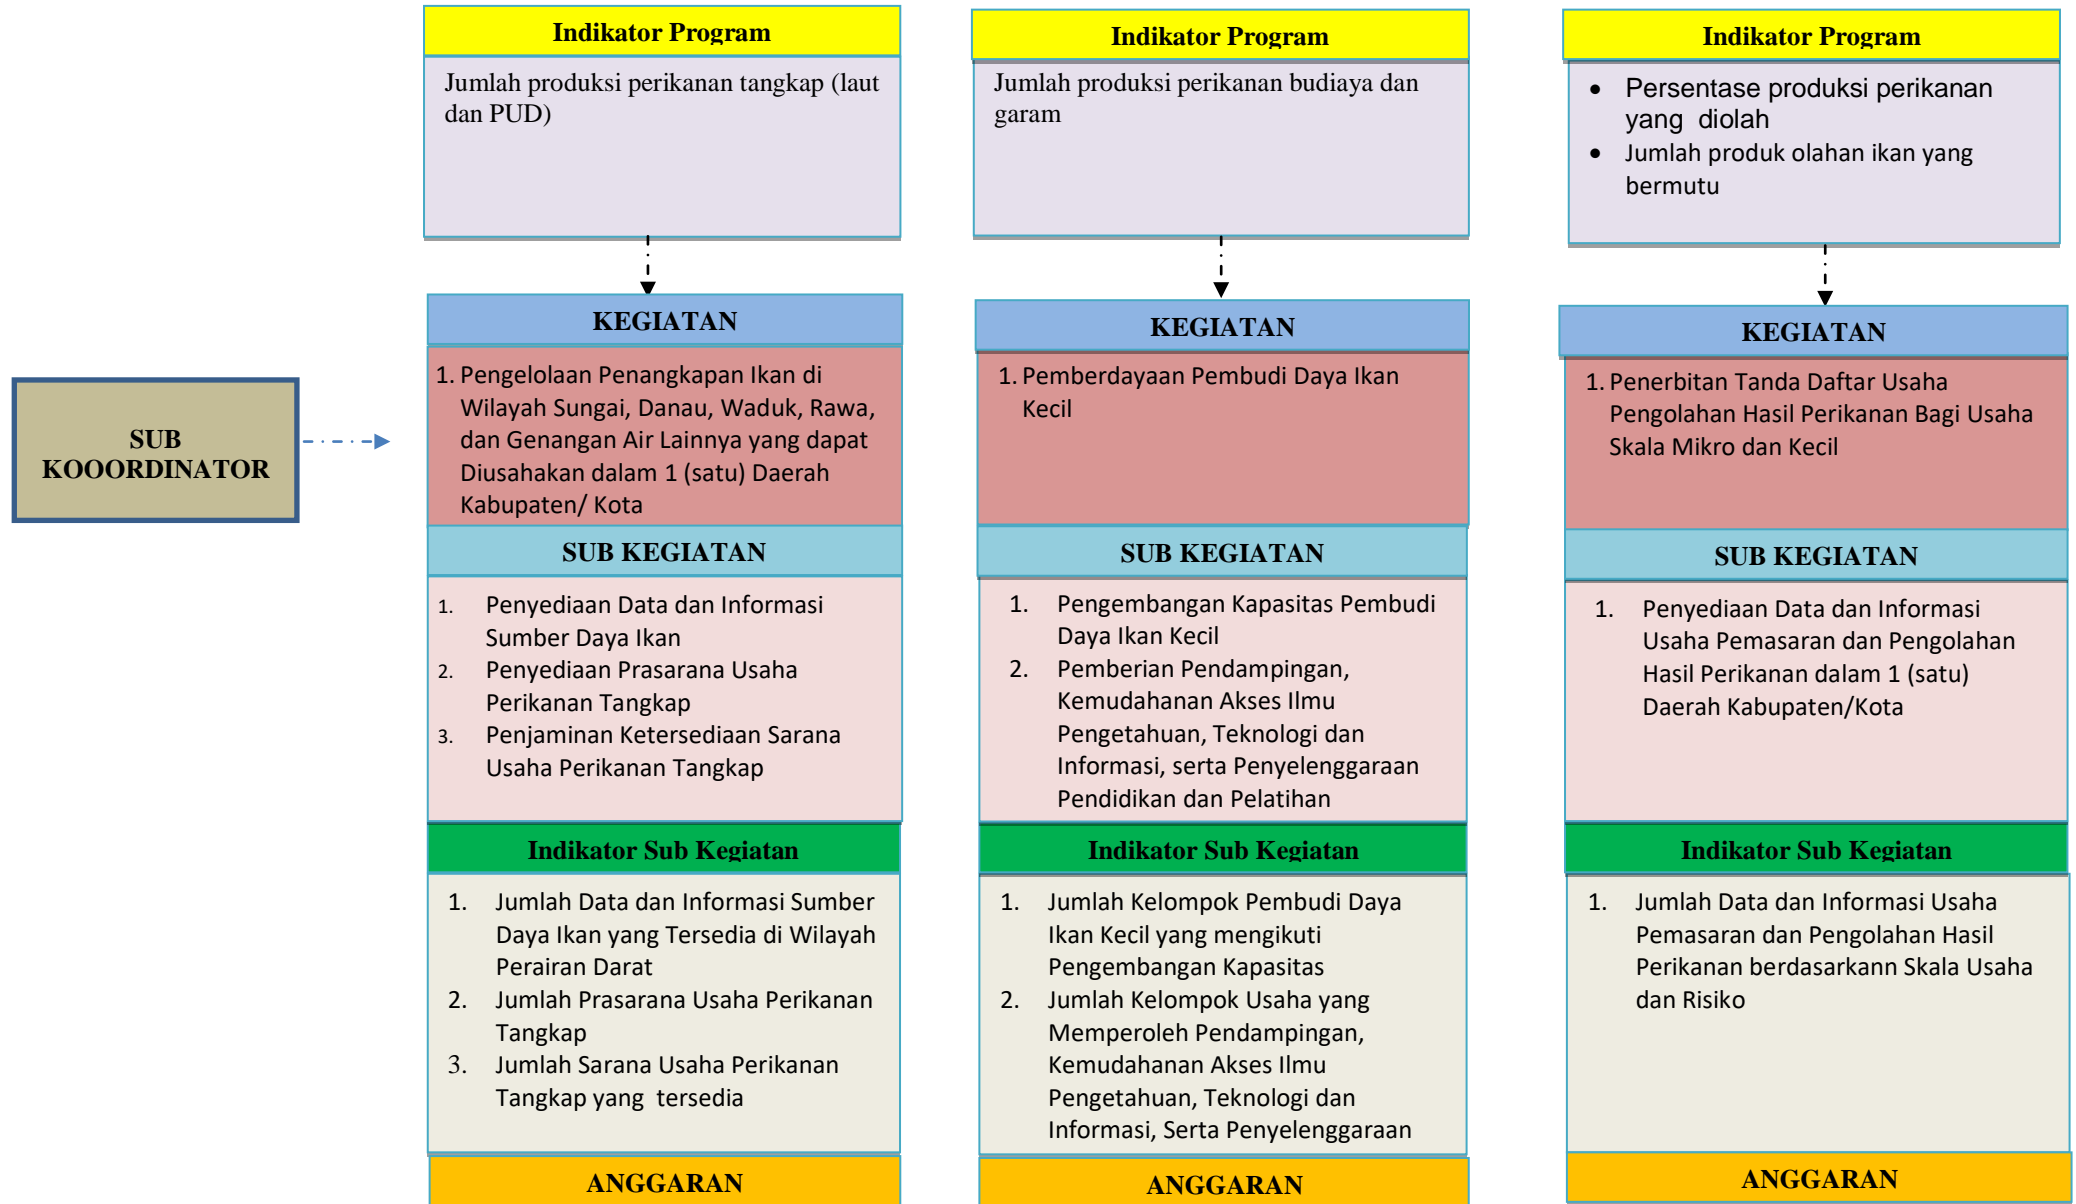 Indikator Program
Jumlah produksi perikanan tangkap (laut
dan PUD)
KEGIATAN
1. Pengelolaan Penangkapan Ikan di
Wilayah Sungai, Danau, Waduk, Rawa,
dan Genangan Air Lainnya yang dapat
Diusahakan dalam 1 (satu) Daerah
Kabupaten/ Kota
SUB
KOOORDINATOR
SUB KEGIATAN
1. Penyediaan Data dan Informasi
Sumber Daya Ikan
2. Penyediaan Prasarana Usaha
Perikanan Tangkap
3. Penjaminan Ketersediaan Sarana
Usaha Perikanan Tangkap
Indikator Sub Kegiatan
1. Jumlah Data dan Informasi Sumber
Daya Ikan yang Tersedia di Wilayah
Perairan Darat
2. Jumlah Prasarana Usaha Perikanan
Tangkap
3. Jumlah Sarana Usaha Perikanan
Tangkap yang tersedia
ANGGARAN
Indikator Program
Jumlah produksi perikanan budiaya dan
garam
KEGIATAN
1. Pemberdayaan Pembudi Daya Ikan
Kecil
SUB KEGIATAN
1. Pengembangan Kapasitas Pembudi
Daya Ikan Kecil
2. Pemberian Pendampingan,
Kemudahanan Akses Ilmu
Pengetahuan, Teknologi dan
Informasi, serta Penyelenggaraan
Pendidikan dan Pelatihan
Indikator Sub Kegiatan
1. Jumlah Kelompok Pembudi Daya
Ikan Kecil yang mengikuti
Pengembangan Kapasitas
2. Jumlah Kelompok Usaha yang
Memperoleh Pendampingan,
Kemudahanan Akses Ilmu
Pengetahuan, Teknologi dan
Informasi, Serta Penyelenggaraan
ANGGARAN
Indikator Program
• Persentase produksi perikanan
yang diolah
• Jumlah produk olahan ikan yang
bermutu
KEGIATAN
1. Penerbitan Tanda Daftar Usaha
Pengolahan Hasil Perikanan Bagi Usaha
Skala Mikro dan Kecil
SUB KEGIATAN
1. Penyediaan Data dan Informasi
Usaha Pemasaran dan Pengolahan
Hasil Perikanan dalam 1 (satu)
Daerah Kabupaten/Kota
Indikator Sub Kegiatan
1. Jumlah Data dan Informasi Usaha
Pemasaran dan Pengolahan Hasil
Perikanan berdasarkann Skala Usaha
dan Risiko
ANGGARAN